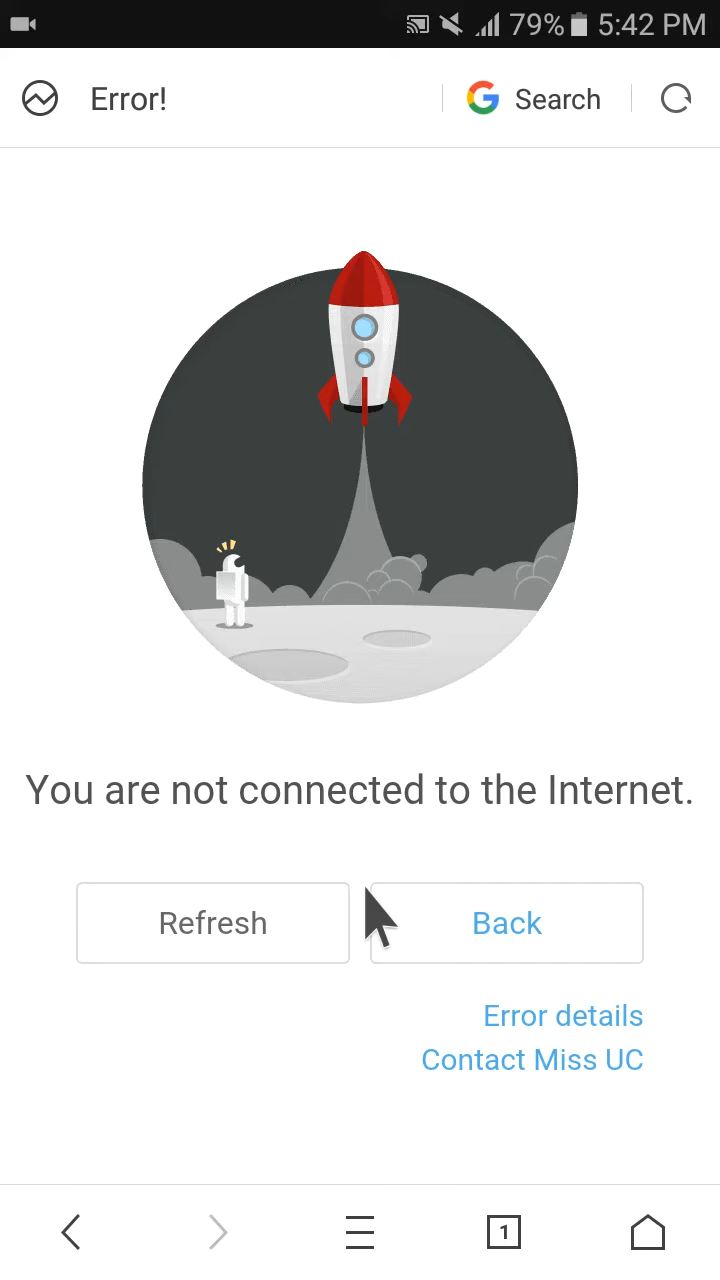 79% 5:42 PM
Error! Search
You are not connected to the Internet.
Refresh Back
Error details
Contact Miss UC
1